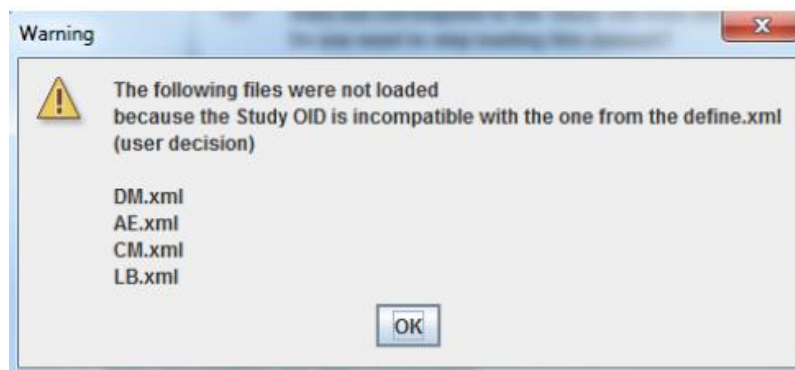 Warning
The following files were not loaded
because the Study OID is incompatible with the one from the define.xml
(user decision)
DM.xml
AE.xml
CM.xml
LB.xml
OK